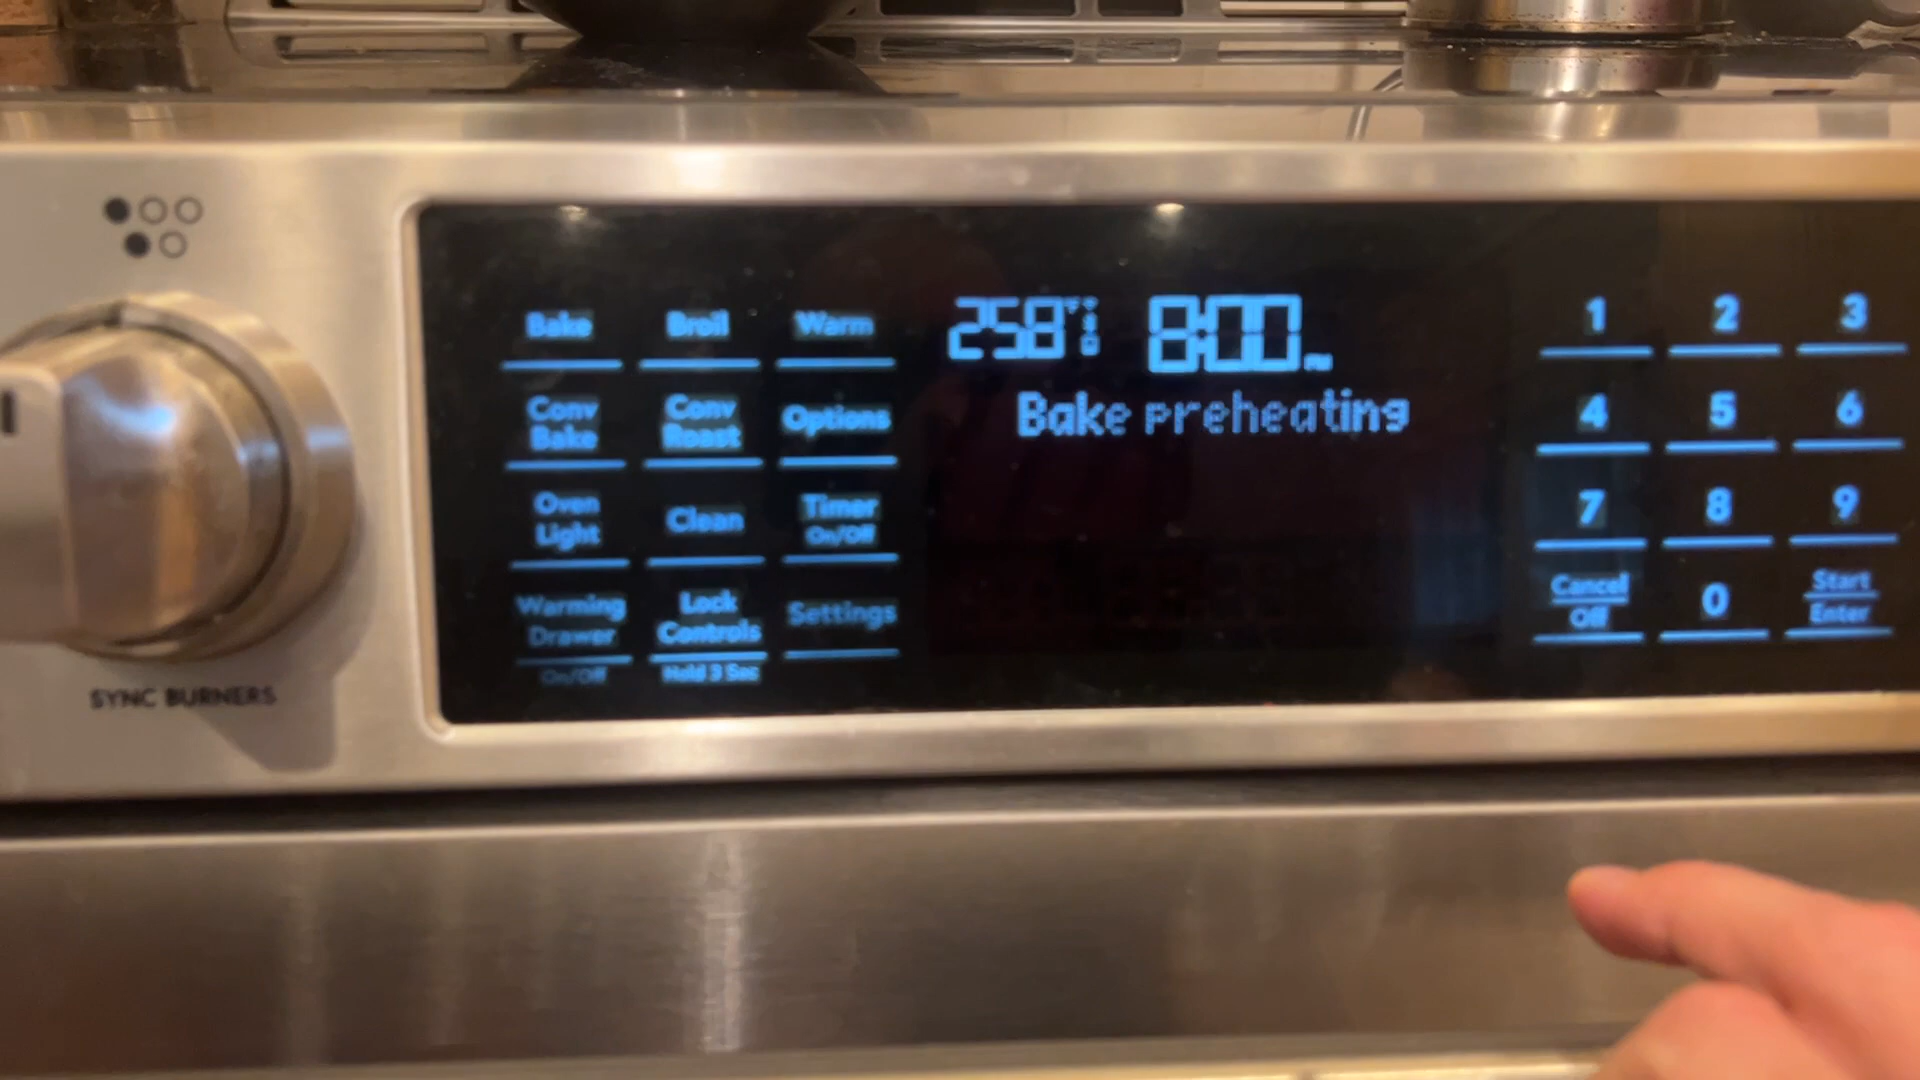 Bake
Broil
Warm
258° 8:00 PM
1
2
3
Conv
Bake
Conv
Roast
Options
Bake preheating
4
5
6
Oven
Light
Clean
Timer
On/Off
7
8
9
Warming
Drawer
On/Off
Lock
Controls
Hold 3 Sec
Settings
Cancel
Off
0
Start
Enter
SYNC BURNERS